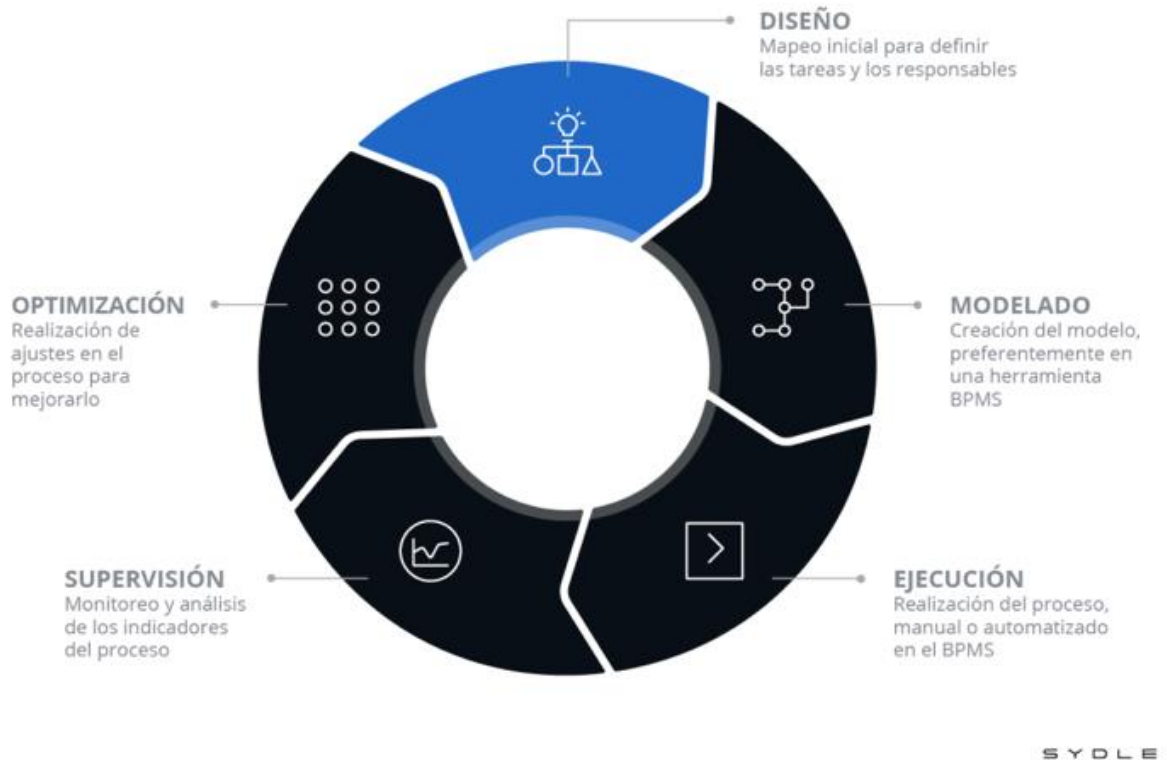 DISEÑO
Mapeo inicial para definir
las tareas y los responsables
MODELADO
Creación del modelo,
preferentemente en
una herramienta
BPMS
EJECUCIÓN
Realización del proceso,
manual o automatizado
en el BPMS
SUPERVISIÓN
Monitoreo y análisis
de los indicadores
del proceso
OPTIMIZACIÓN
Realización de
ajustes en el
proceso para
mejorarlo
SYDLE